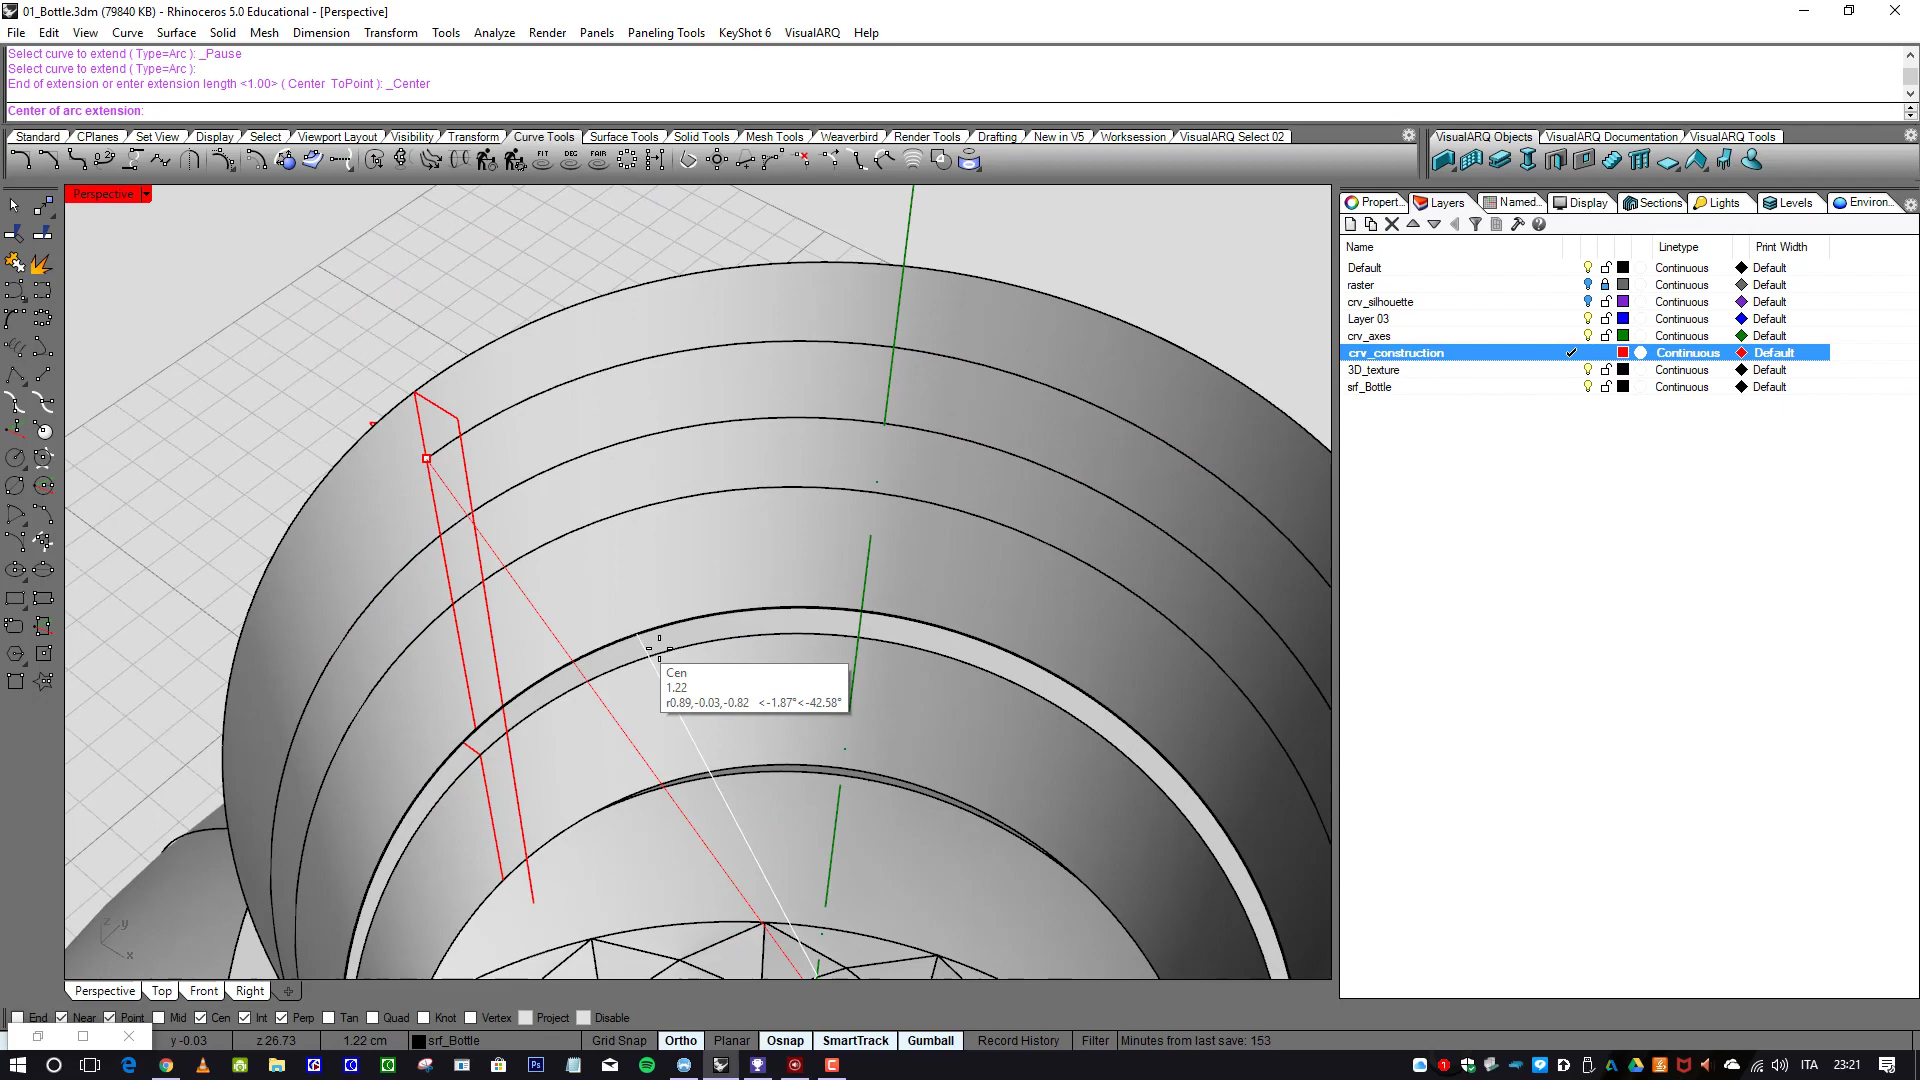 01_Bottle.3dm (79840 KB) - Rhinoceros 5.0 Educational - [Perspective]
File Edit View Curve Surface Solid Mesh Dimension Transform Tools Analyze Render Panels Paneling Tools KeyShot 6 VisualARQ Help
Select curve to extend ( Type=Arc ): _Pause
Select curve to extend ( Type=Arc ):
End of extension or enter extension length <1.00> ( Center ToPoint ): _Center
Center of arc extension:
Standard CPlanes Set View Display Select Viewport Layout Visibility Transform Curve Tools Surface Tools Solid Tools Mesh Tools Weaverbird Render Tools Drafting New in V5 Worksession VisualARQ Select 02
VisualARQ Objects VisualARQ Documentation VisualARQ Tools
FIT DEG FAIR
Perspective
Propert... Layers Named... Display Sections Lights Levels Environ...
Name Linetype Print Width
Default Continuous Default
raster Continuous Default
crv_silhouette Continuous Default
Layer 03 Continuous Default
crv_axes Continuous Default
crv_construction Continuous Default
3D_texture Continuous Default
srf_Bottle Continuous Default
Cen
1.22
r0.89,-0.03,-0.82 <-1.87°<-42.58°
z y
x
Perspective Top Front Right
End Near Point Mid Cen Int Perp Tan Quad Knot Vertex Project Disable
y -0.03 z 26.73 1.22 cm srf_Bottle Grid Snap Ortho Planar Osnap SmartTrack Gumball Record History Filter Minutes from last save: 153
Ps
ITA 23:21